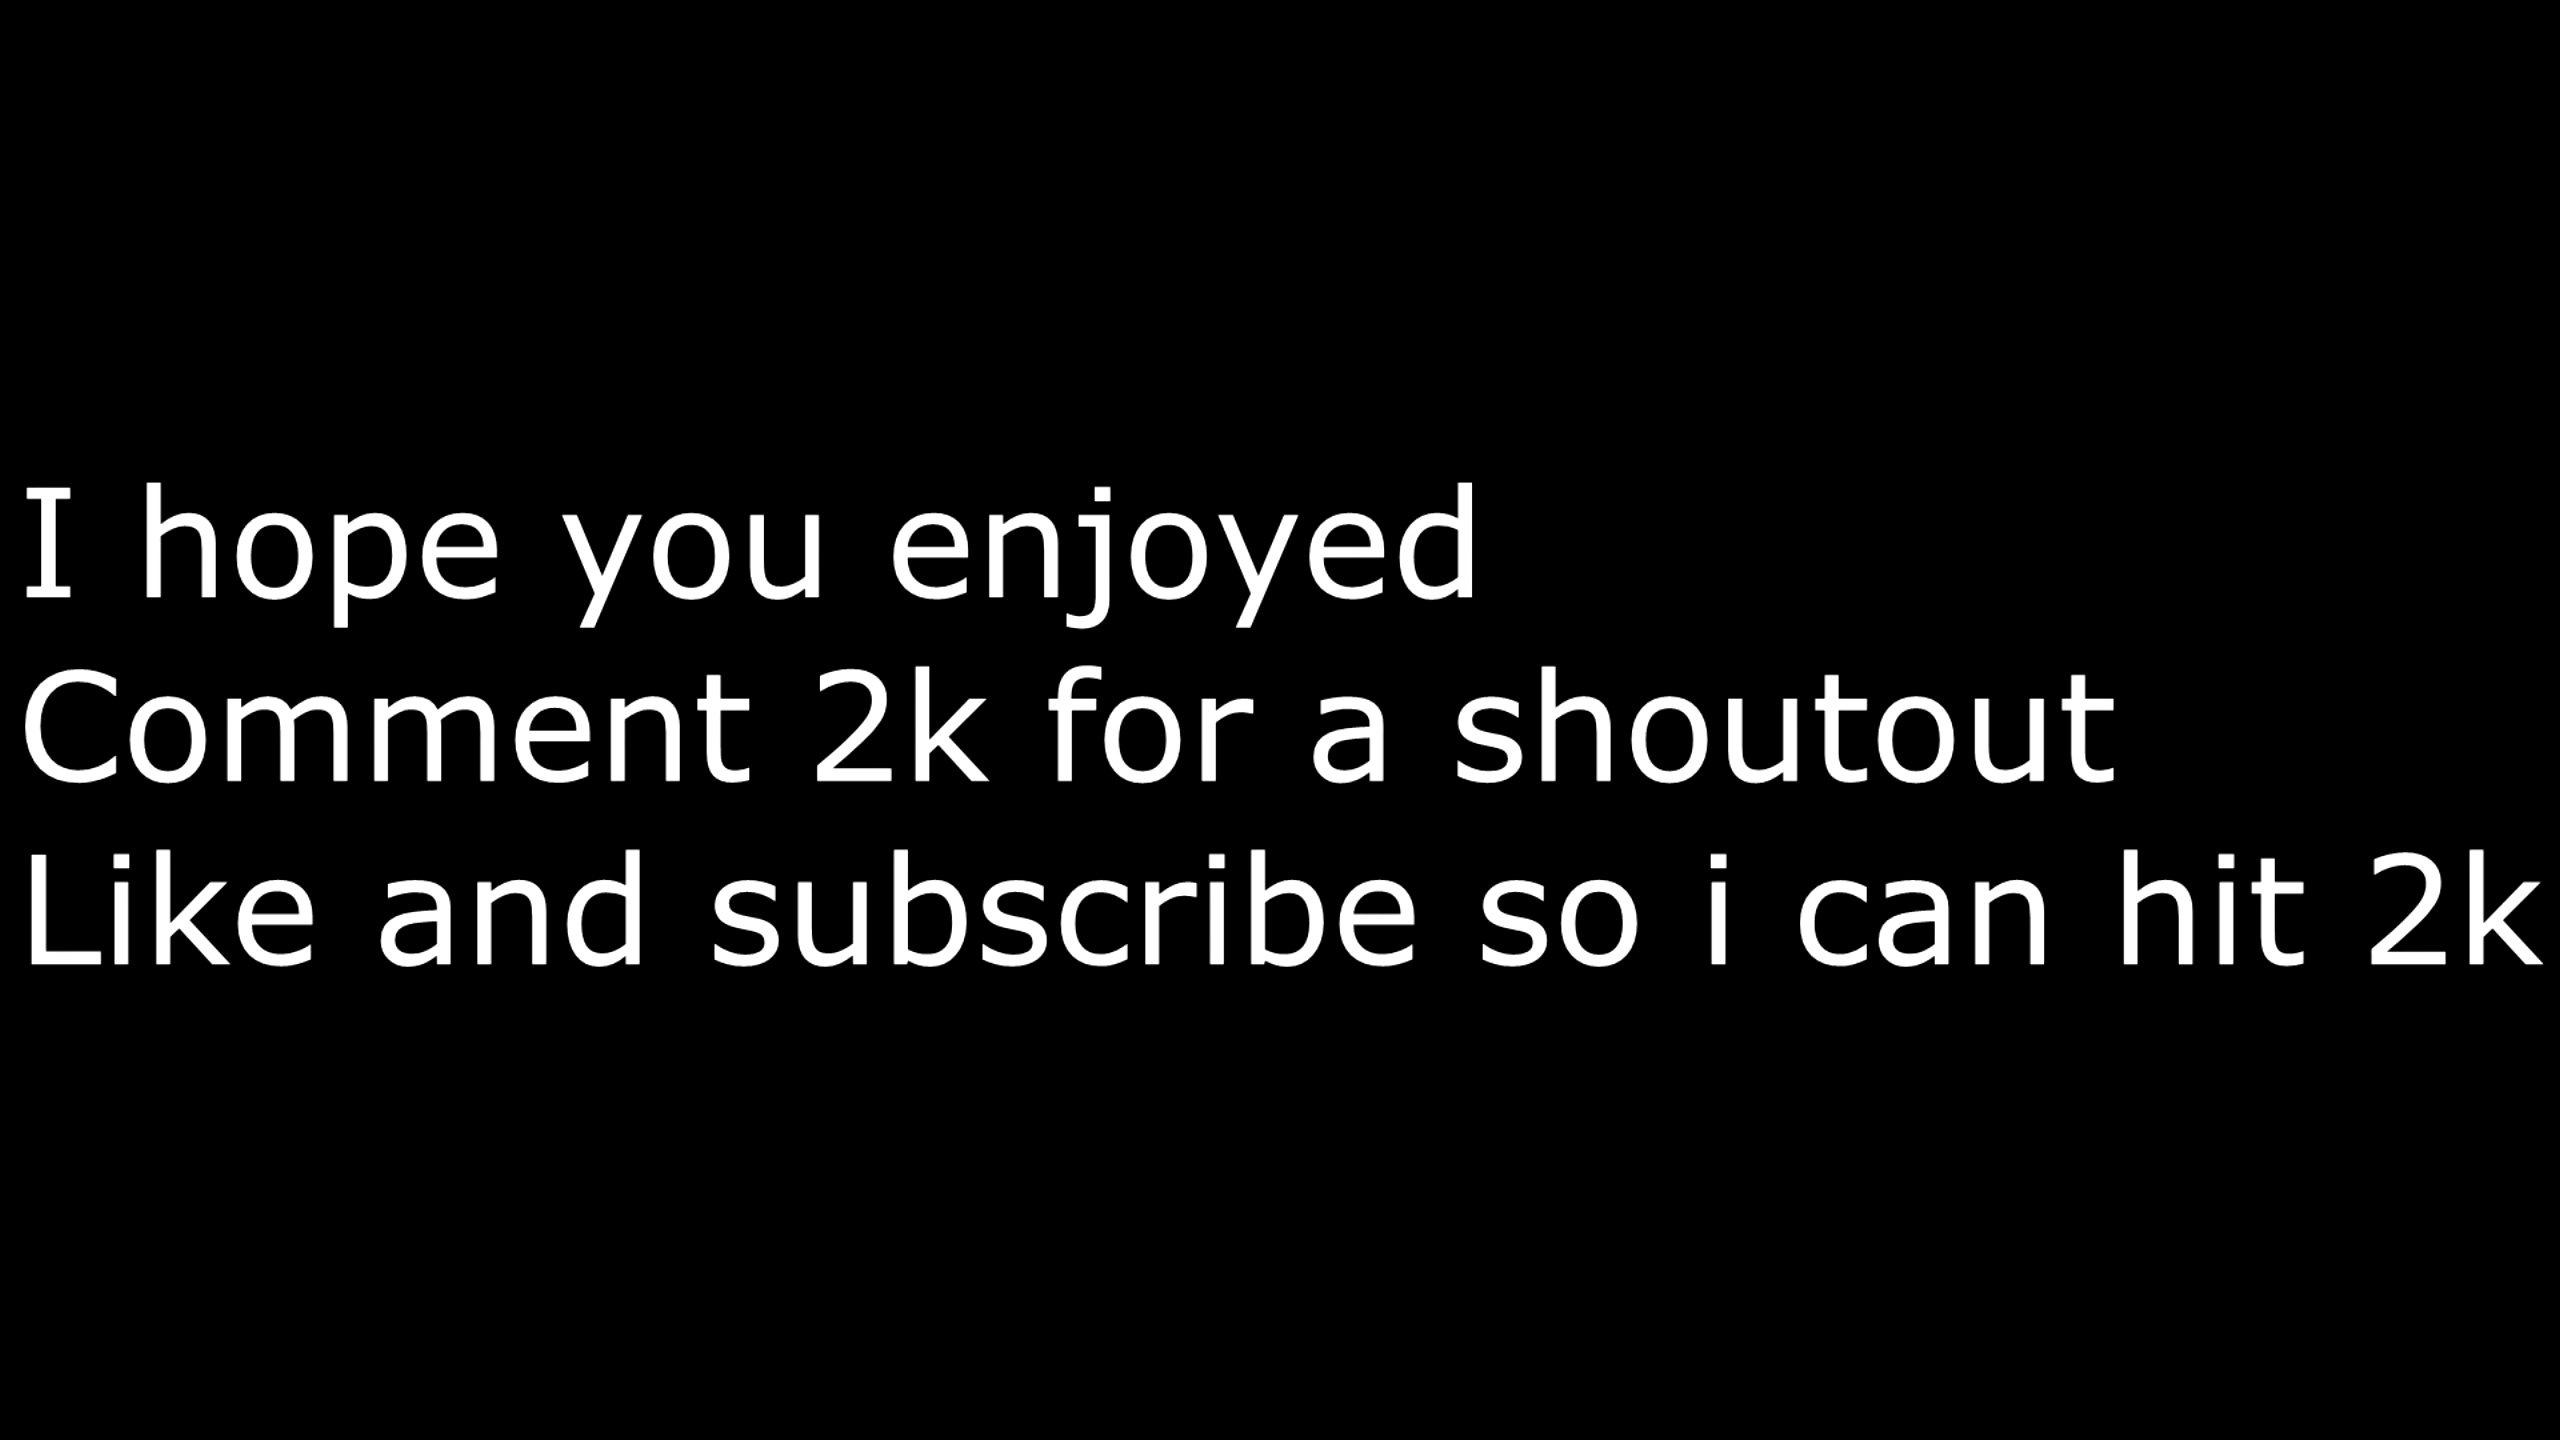 I hope you enjoyed
Comment 2k for a shoutout
Like and subscribe so i can hit 2k